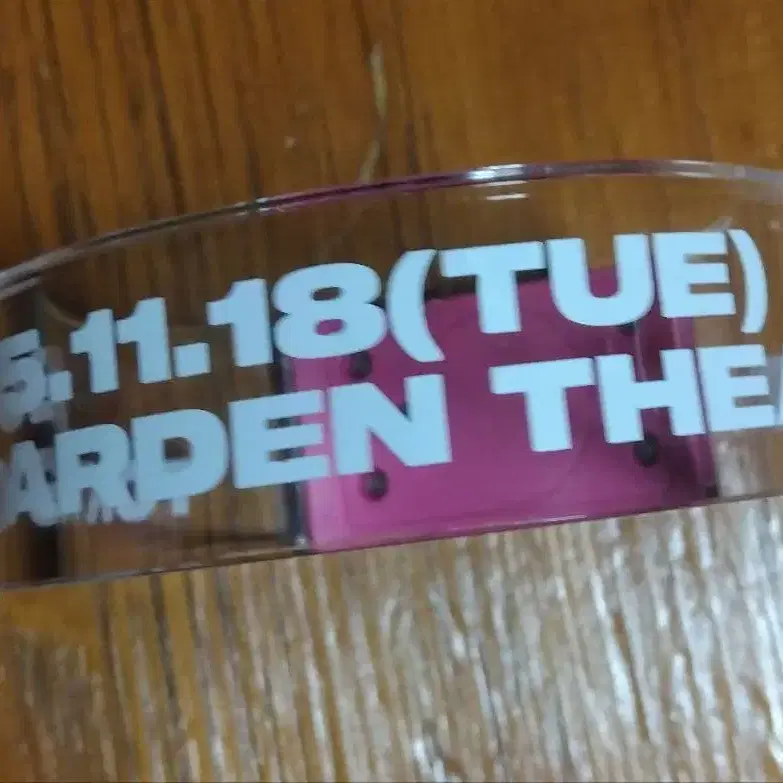 5.11.18(TUE)
ARDEN THE